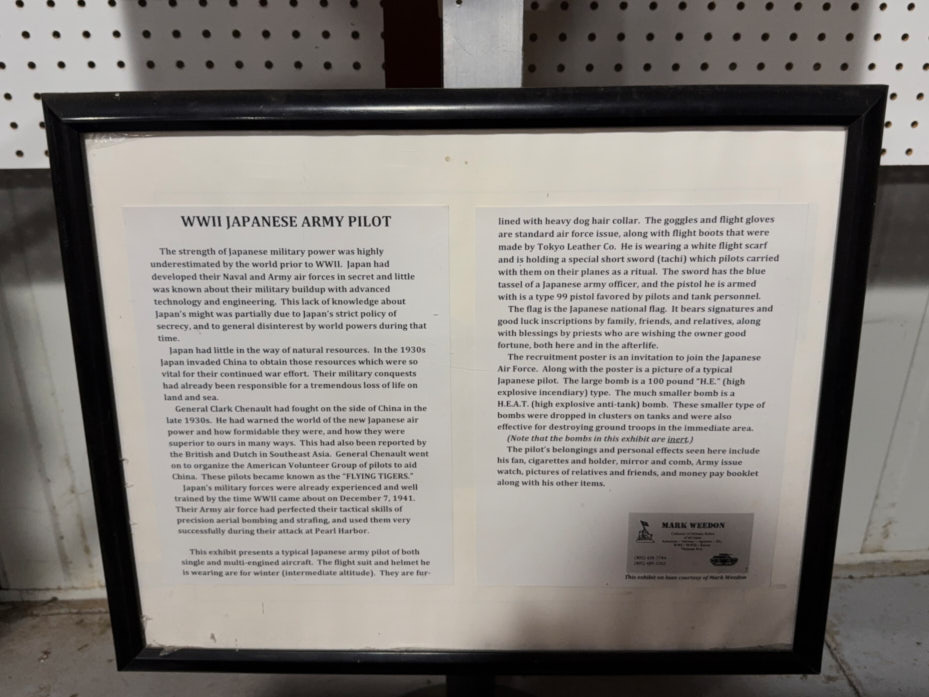 WWII JAPANESE ARMY PILOT
The strength of Japanese military power was highly
underestimated by the world prior to WWII. Japan had
developed their Naval and Army air forces in secret and little
was known about their military buildup with advanced
technology and engineering. This lack of knowledge about
Japan's might was partially due to Japan's strict policy of
secrecy, and to general disinterest by world powers during that
time.
Japan had little in the way of natural resources. In the 1930s
Japan invaded China to obtain those resources which were so
vital for their continued war effort. Their military conquests
had already been responsible for a tremendous loss of life on
land and sea.
General Clark Chenault had fought on the side of China in the
late 1930s. He had warned the world of the new Japanese air
power and how formidable they were, and how they were
superior to ours in many ways. This had also been reported by
the British and Dutch in Southeast Asia. General Chenault went
on to organize the American Volunteer Group of pilots to aid
China. These pilots became known as the "FLYING TIGERS."
Japan's military forces were already experienced and well
trained by the time WWII came about on December 7, 1941.
Their Army air force had perfected their tactical skills of
precision aerial bombing and strafing, and used them very
successfully during their attack at Pearl Harbor.
This exhibit presents a typical Japanese army pilot of both
single and multi-engined aircraft. The flight suit and helmet he
is wearing are for winter (intermediate altitude). They are fur-
lined with heavy dog hair collar. The goggles and flight gloves
are standard air force issue, along with flight boots that were
made by Tokyo Leather Co. He is wearing a white flight scarf
and is holding a special short sword (tachi) which pilots carried
with them on their planes as a ritual. The sword has the blue
tassel of a Japanese army officer, and the pistol he is armed
with is a type 99 pistol favored by pilots and tank personnel.
The flag is the Japanese national flag. It bears signatures and
good luck inscriptions by family, friends, and relatives, along
with blessings by priests who are wishing the owner good
fortune, both here and in the afterlife.
The recruitment poster is an invitation to join the Japanese
Air Force. Along with the poster is a picture of a typical
Japanese pilot. The large bomb is a 100 pound "H.E." (high
explosive incendiary) type. The much smaller bomb is a
H.E.A.T. (high explosive anti-tank) bomb. These smaller type of
bombs were dropped in clusters on tanks and were also
effective for destroying ground troops in the immediate area.
(Note that the bombs in this exhibit are inert.)
The pilot's belongings and personal effects seen here include
his fan, cigarettes and holder, mirror and comb, Army issue
watch, pictures of relatives and friends, and money pay booklet
along with his other items.
MARK WEEDON
This exhibit on loan courtesy of Mark Weedon